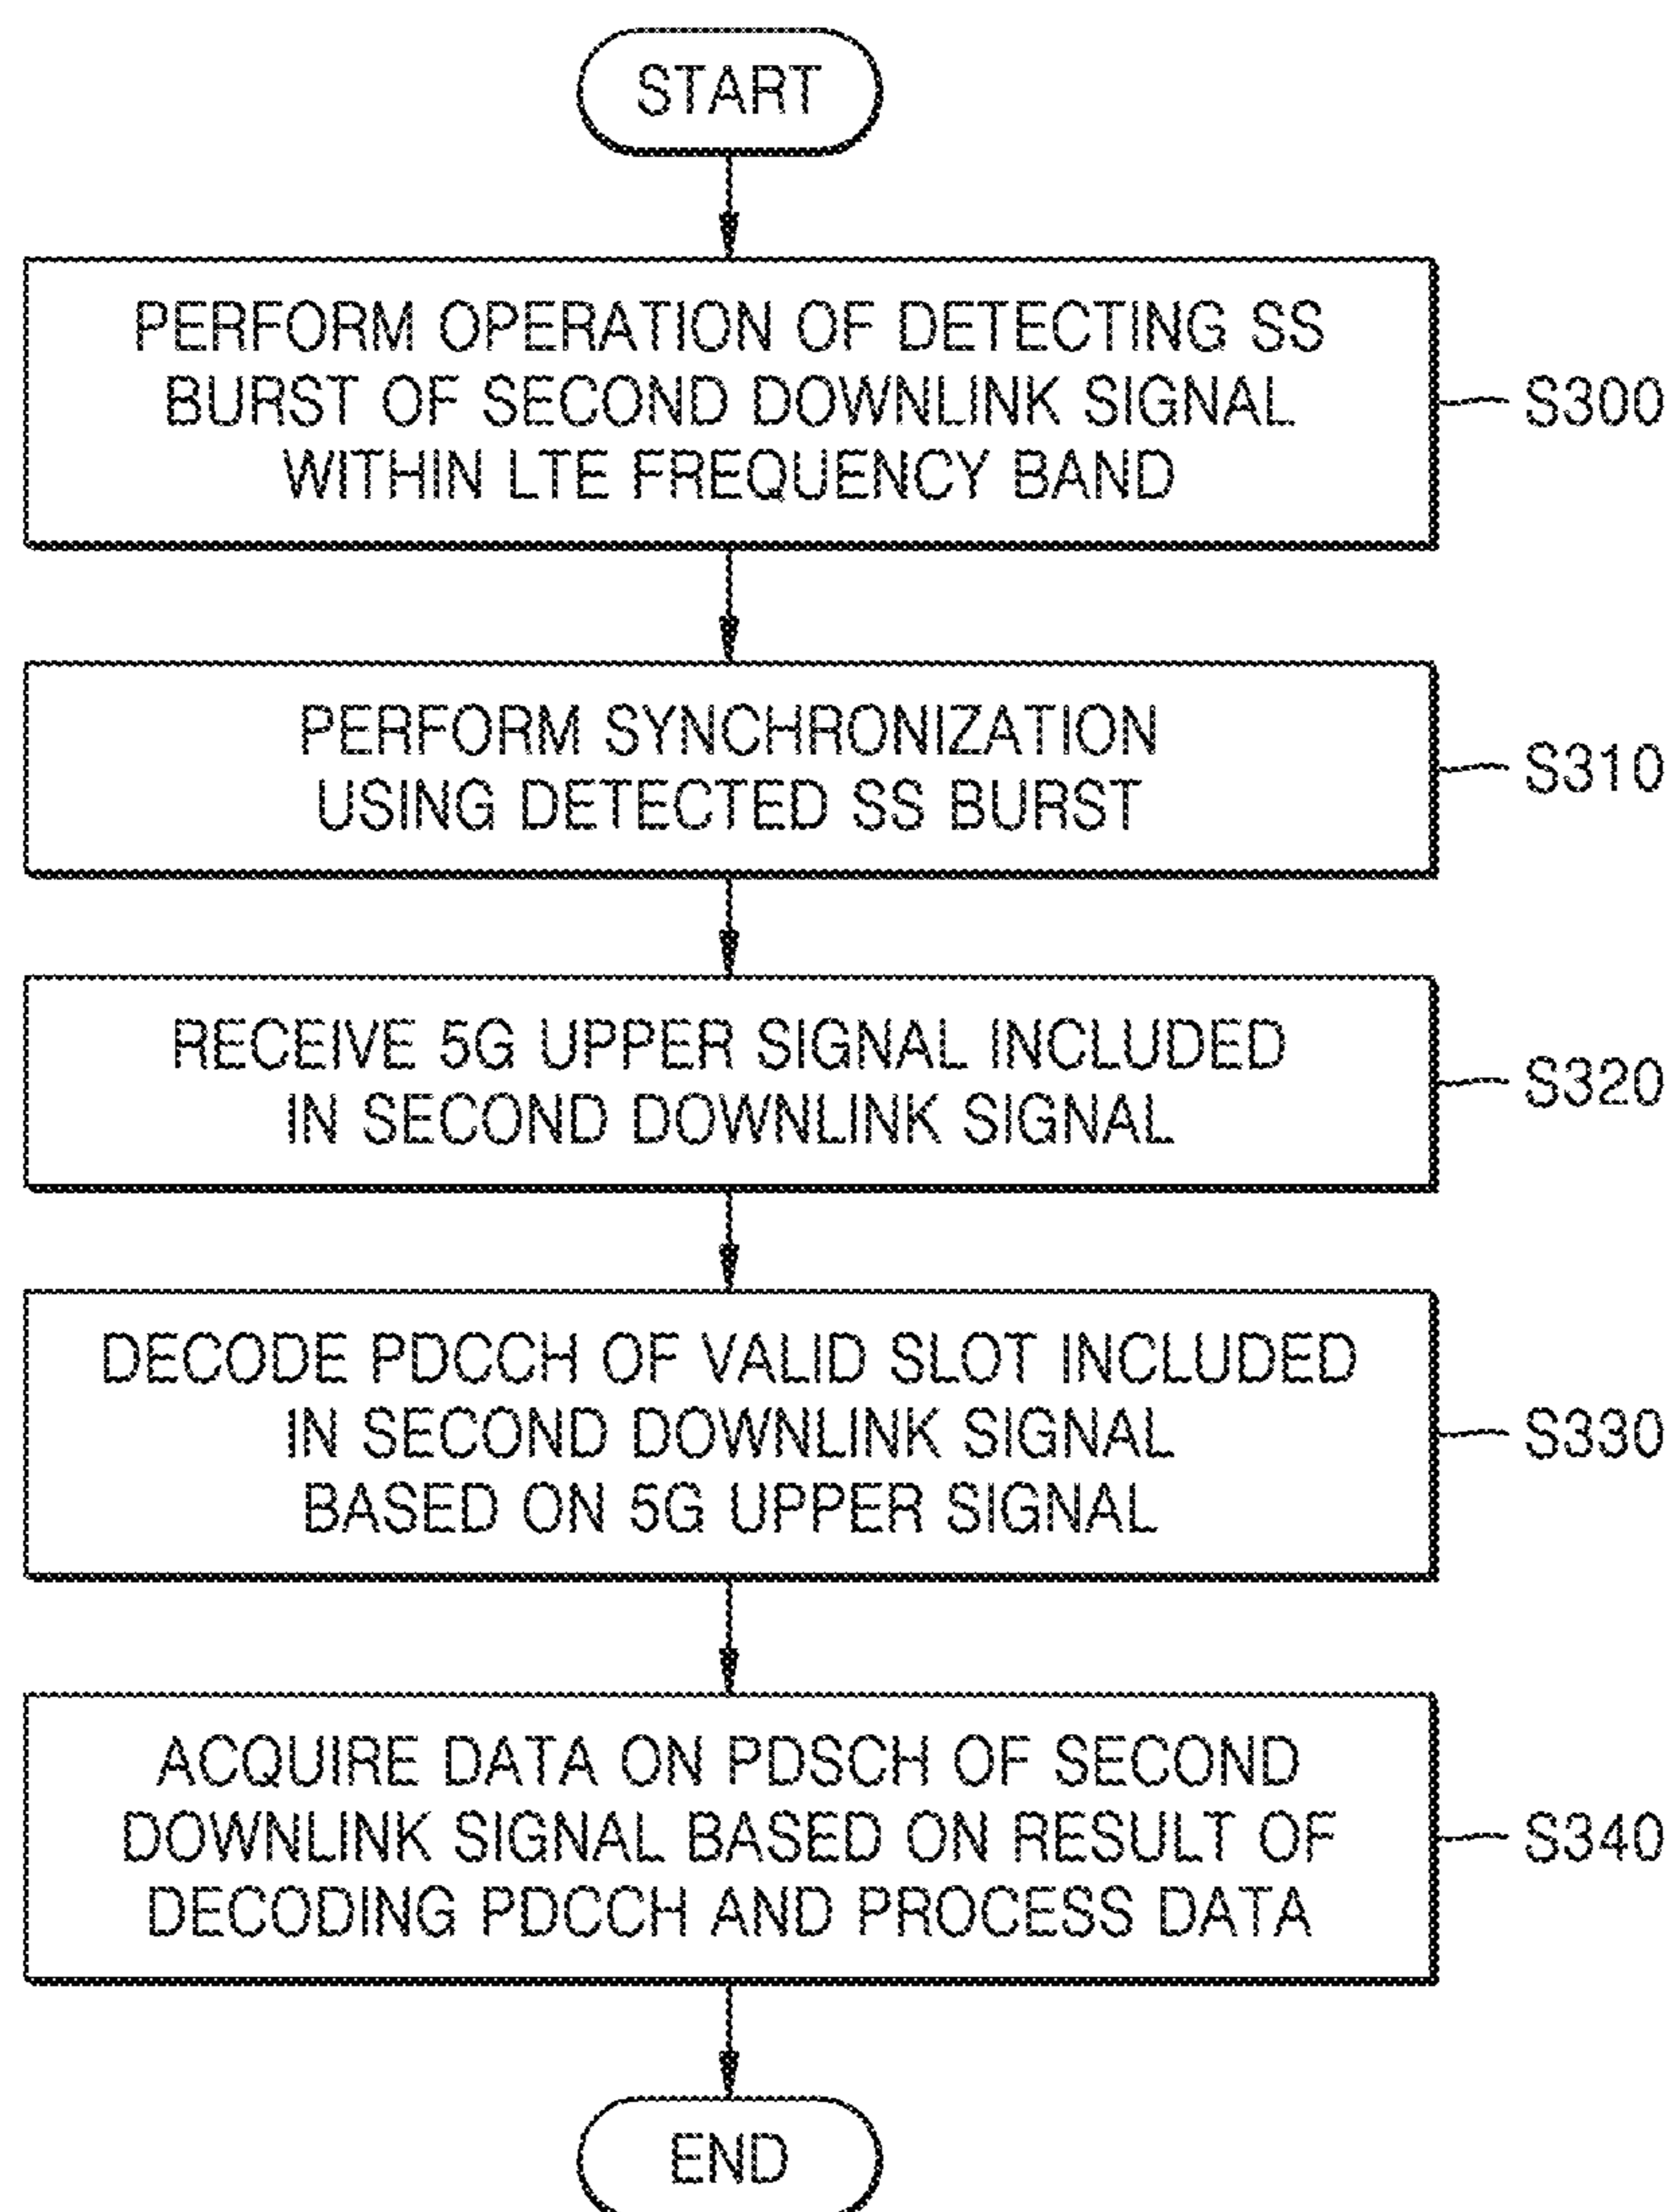 START
PERFORM OPERATION OF DETECTING SS
BURST OF SECOND DOWNLINK SIGNAL
WITHIN LTE FREQUENCY BAND
S300
PERFORM SYNCHRONIZATION
USING DETECTED SS BURST
S310
RECEIVE 5G UPPER SIGNAL INCLUDED
IN SECOND DOWNLINK SIGNAL
S320
DECODE PDCCH OF VALID SLOT INCLUDED
IN SECOND DOWNLINK SIGNAL
BASED ON 5G UPPER SIGNAL
S330
ACQUIRE DATA ON PDSCH OF SECOND
DOWNLINK SIGNAL BASED ON RESULT OF
DECODING PDCCH AND PROCESS DATA
S340
END